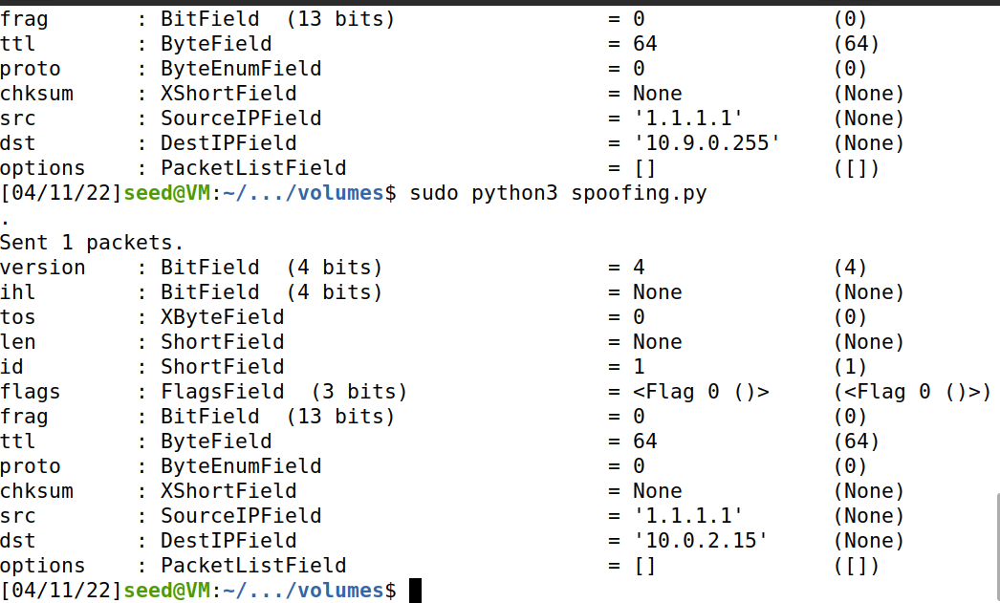 frag       : BitField  (13 bits)                 = 0               (0)
ttl        : ByteField                           = 64              (64)
proto      : ByteEnumField                       = 0               (0)
chksum     : XShortField                         = None            (None)
src        : SourceIPField                       = '1.1.1.1'       (None)
dst        : DestIPField                         = '10.9.0.255'    (None)
options    : PacketListField                     = []              ([])
[04/11/22]seed@VM:~/.../volumes$ sudo python3 spoofing.py
.
Sent 1 packets.
version    : BitField  (4 bits)                  = 4               (4)
ihl        : BitField  (4 bits)                  = None            (None)
tos        : XByteField                          = 0               (0)
len        : ShortField                          = None            (None)
id         : ShortField                          = 1               (1)
flags      : FlagsField  (3 bits)                = <Flag 0 ()>     (<Flag 0 ()>)
frag       : BitField  (13 bits)                 = 0               (0)
ttl        : ByteField                           = 64              (64)
proto      : ByteEnumField                       = 0               (0)
chksum     : XShortField                         = None            (None)
src        : SourceIPField                       = '1.1.1.1'       (None)
dst        : DestIPField                         = '10.0.2.15'     (None)
options    : PacketListField                     = []              ([])
[04/11/22]seed@VM:~/.../volumes$